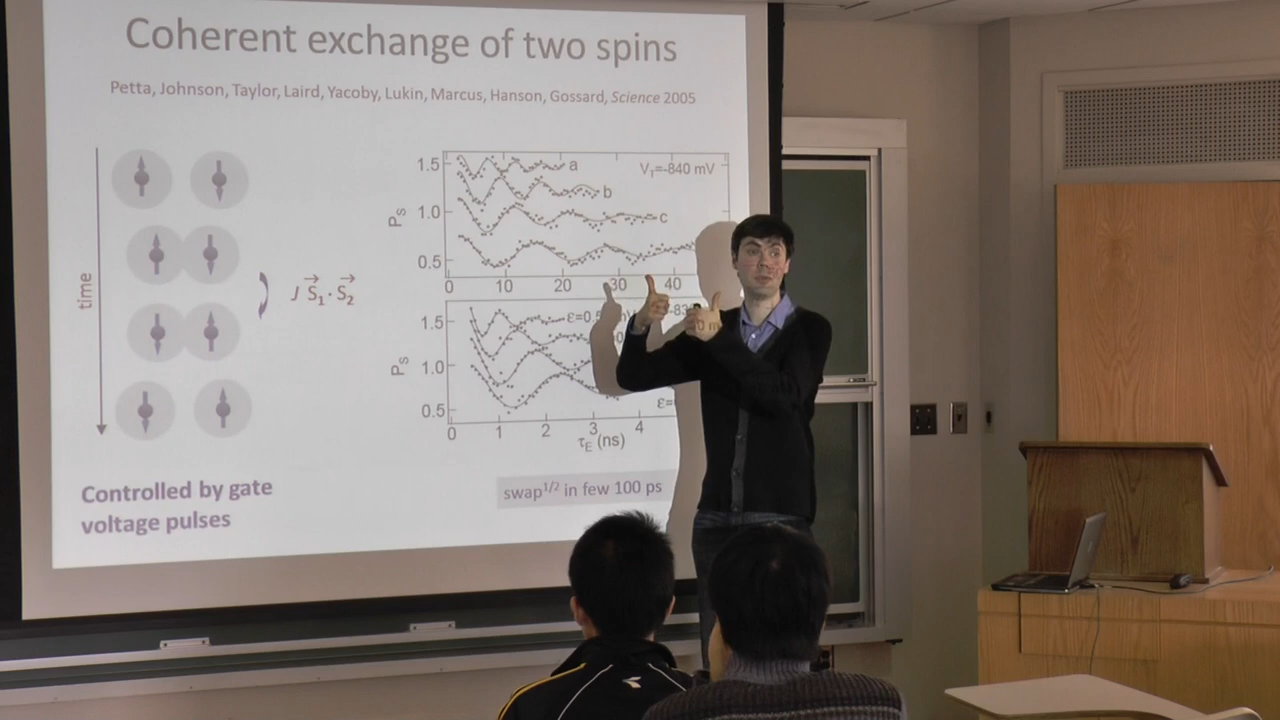 Coherent exchange of two spins
Petta, Johnson, Taylor, Laird, Yacoby, Lukin, Marcus, Hanson, Gossard, Science 2005
time
J S₁·S₂
Controlled by gate
voltage pulses
1.5
a
V_T=-840 mV
b
P_S
1.0
c
0.5
0 10 20 30 40
1.5
1.0
P_S
0.5
0 1 2 3 4
τ_E (ns)
swap^1/2 in few 100 ps